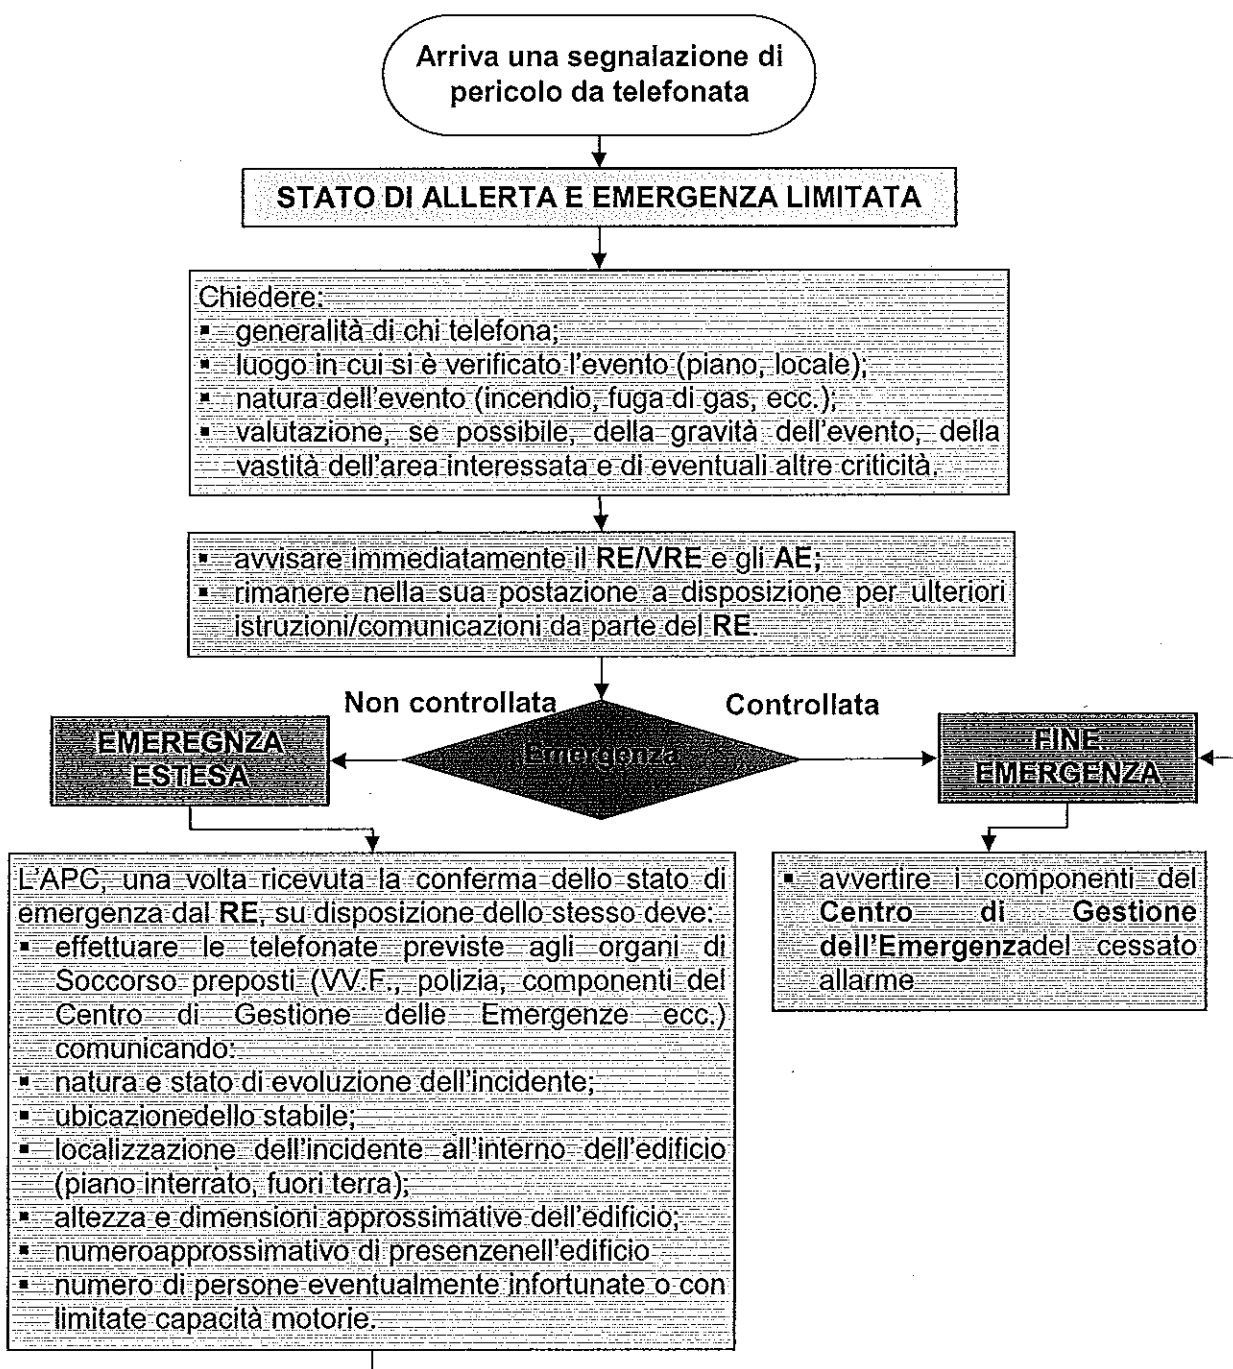 Arriva una segnalazione di
pericolo da telefonata
STATO DI ALLERTA E EMERGENZA LIMITATA
Chiedere:
▪ generalità di chi telefona;
▪ luogo in cui si è verificato l'evento (piano, locale);
▪ natura dell'evento (incendio, fuga di gas, ecc.);
▪ valutazione, se possibile, della gravità dell'evento, della
vastità dell'area interessata e di eventuali altre criticità.
▪ avvisare immediatamente il RE/VRE e gli AE;
▪ rimanere nella sua postazione a disposizione per ulteriori
istruzioni/comunicazioni da parte del RE.
Non controllata
Controllata
EMEREGNZA
ESTESA
Emergenza
FINE
EMERGENZA
L'APC, una volta ricevuta la conferma dello stato di
emergenza dal RE, su disposizione dello stesso deve:
▪ effettuare le telefonate previste agli organi di
Soccorso preposti (VV.F., polizia, componenti del
Centro di Gestione delle Emergenze ecc.)
comunicando:
▪ natura e stato di evoluzione dell'incidente;
▪ ubicazionedello stabile;
▪ localizzazione dell'incidente all'interno dell'edificio
(piano interrato, fuori terra);
▪ altezza e dimensioni approssimative dell'edificio;
▪ numeroapprossimativo di presenzenell'edificio
▪ numero di persone eventualmente infortunate o con
limitate capacità motorie.
▪ avvertire i componenti del
Centro di Gestione
dell'Emergenzadel cessato
allarme